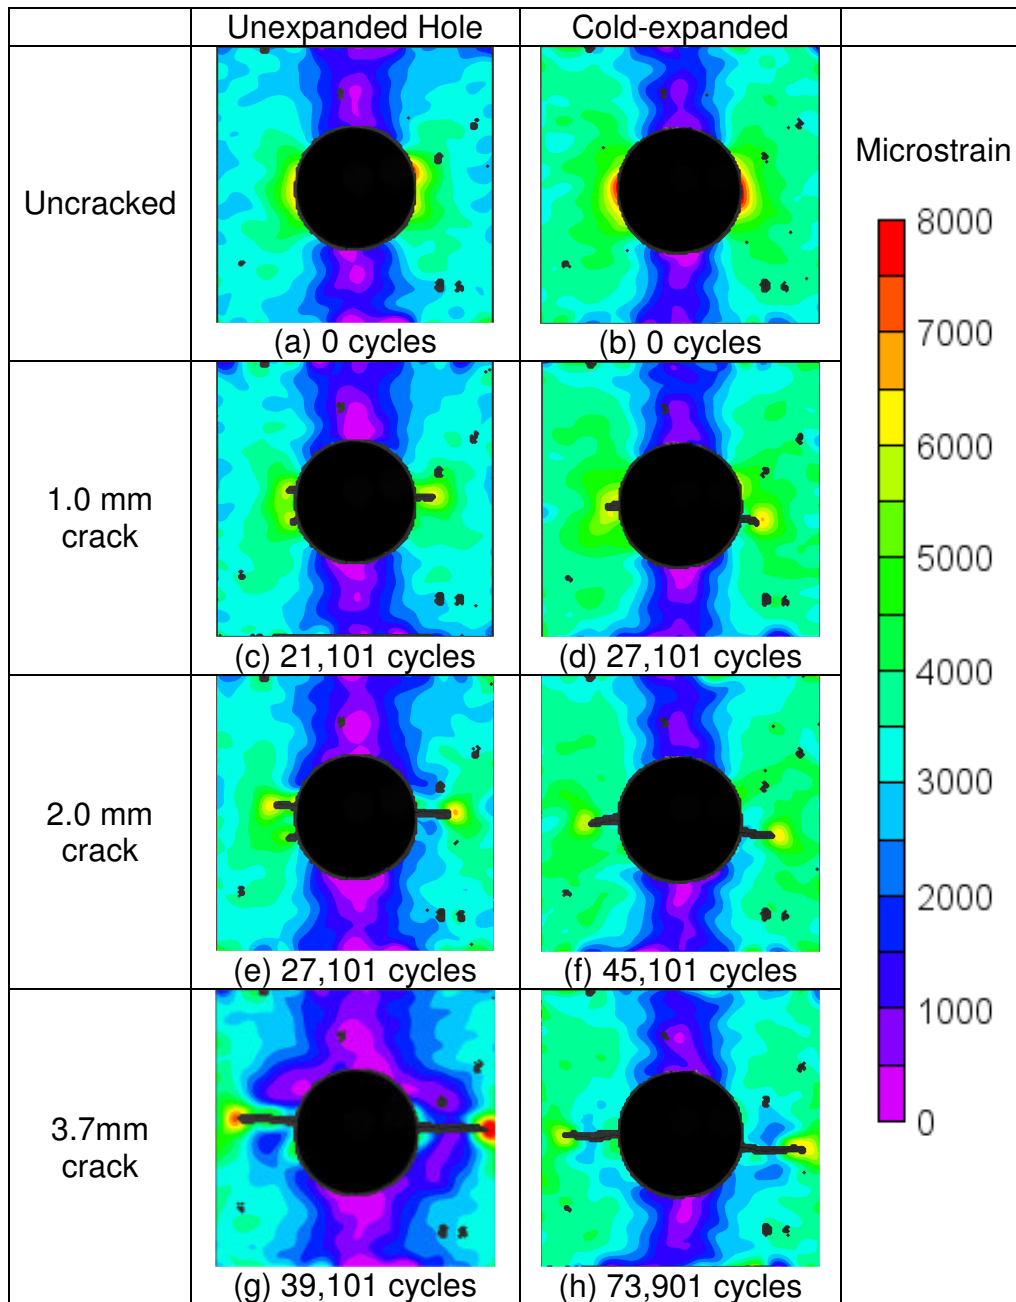 Unexpanded Hole
Cold-expanded
Microstrain
Uncracked
(a) 0 cycles
(b) 0 cycles
1.0 mm
crack
(c) 21,101 cycles
(d) 27,101 cycles
2.0 mm
crack
(e) 27,101 cycles
(f) 45,101 cycles
3.7mm
crack
(g) 39,101 cycles
(h) 73,901 cycles
8000
7000
6000
5000
4000
3000
2000
1000
0